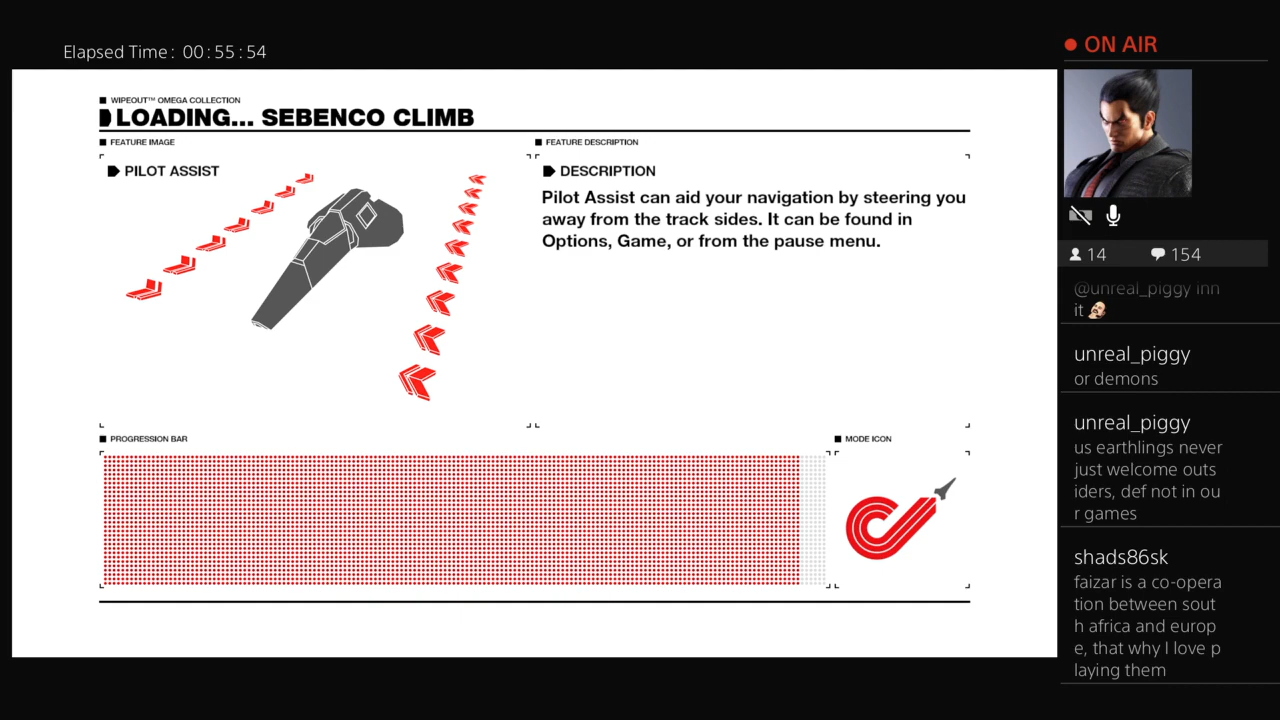 Elapsed Time: 00:55:54
ON AIR
WIPEOUT™ OMEGA COLLECTION
LOADING... SEBENCO CLIMB
FEATURE IMAGE
FEATURE DESCRIPTION
PILOT ASSIST
DESCRIPTION
Pilot Assist can aid your navigation by steering you
away from the track sides. It can be found in
Options, Game, or from the pause menu.
PROGRESSION BAR
MODE ICON
14
154
@unreal_piggy inn
it
unreal_piggy
or demons
unreal_piggy
us earthlings never
just welcome outs
iders, def not in ou
r games
shads86sk
faizar is a co-opera
tion between sout
h africa and europ
e, that why I love p
laying them